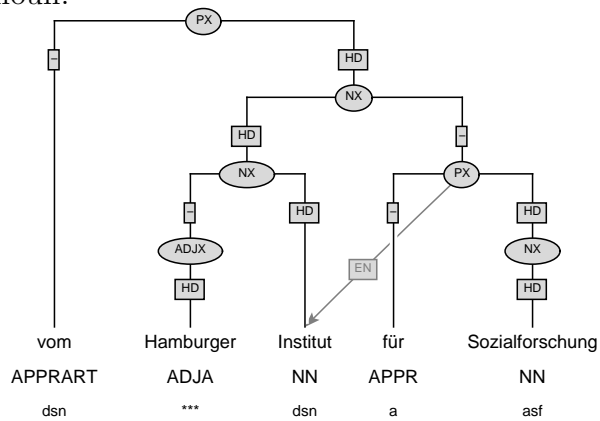 PX
– HD
NX
HD –
NX PX
– HD – HD
ADJX EN NX
HD HD
vom Hamburger Institut für Sozialforschung
APPRART ADJA NN APPR NN
dsn *** dsn a asf